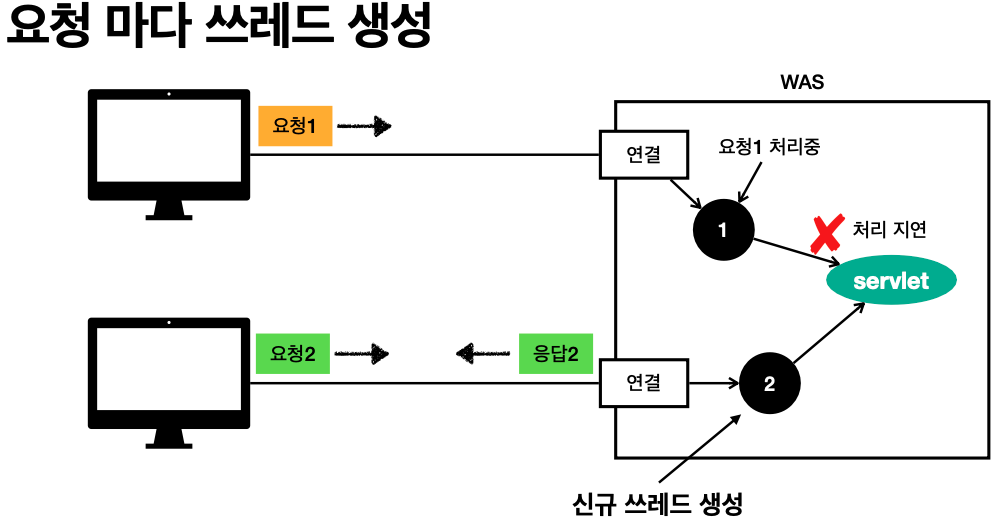 요청 마다 쓰레드 생성
WAS
요청1
연결
요청1 처리중
1
처리 지연
servlet
요청2
응답2
연결
2
신규 쓰레드 생성